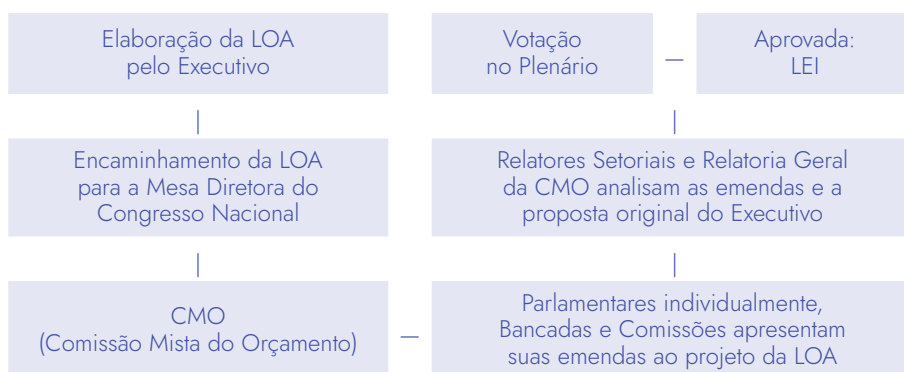 Elaboração da LOA
pelo Executivo
Encaminhamento da LOA
para a Mesa Diretora do
Congresso Nacional
CMO
(Comissão Mista do Orçamento)
Parlamentares individualmente,
Bancadas e Comissões apresentam
suas emendas ao projeto da LOA
Relatores Setoriais e Relatoria Geral
da CMO analisam as emendas e a
proposta original do Executivo
Votação
no Plenário
Aprovada:
LEI